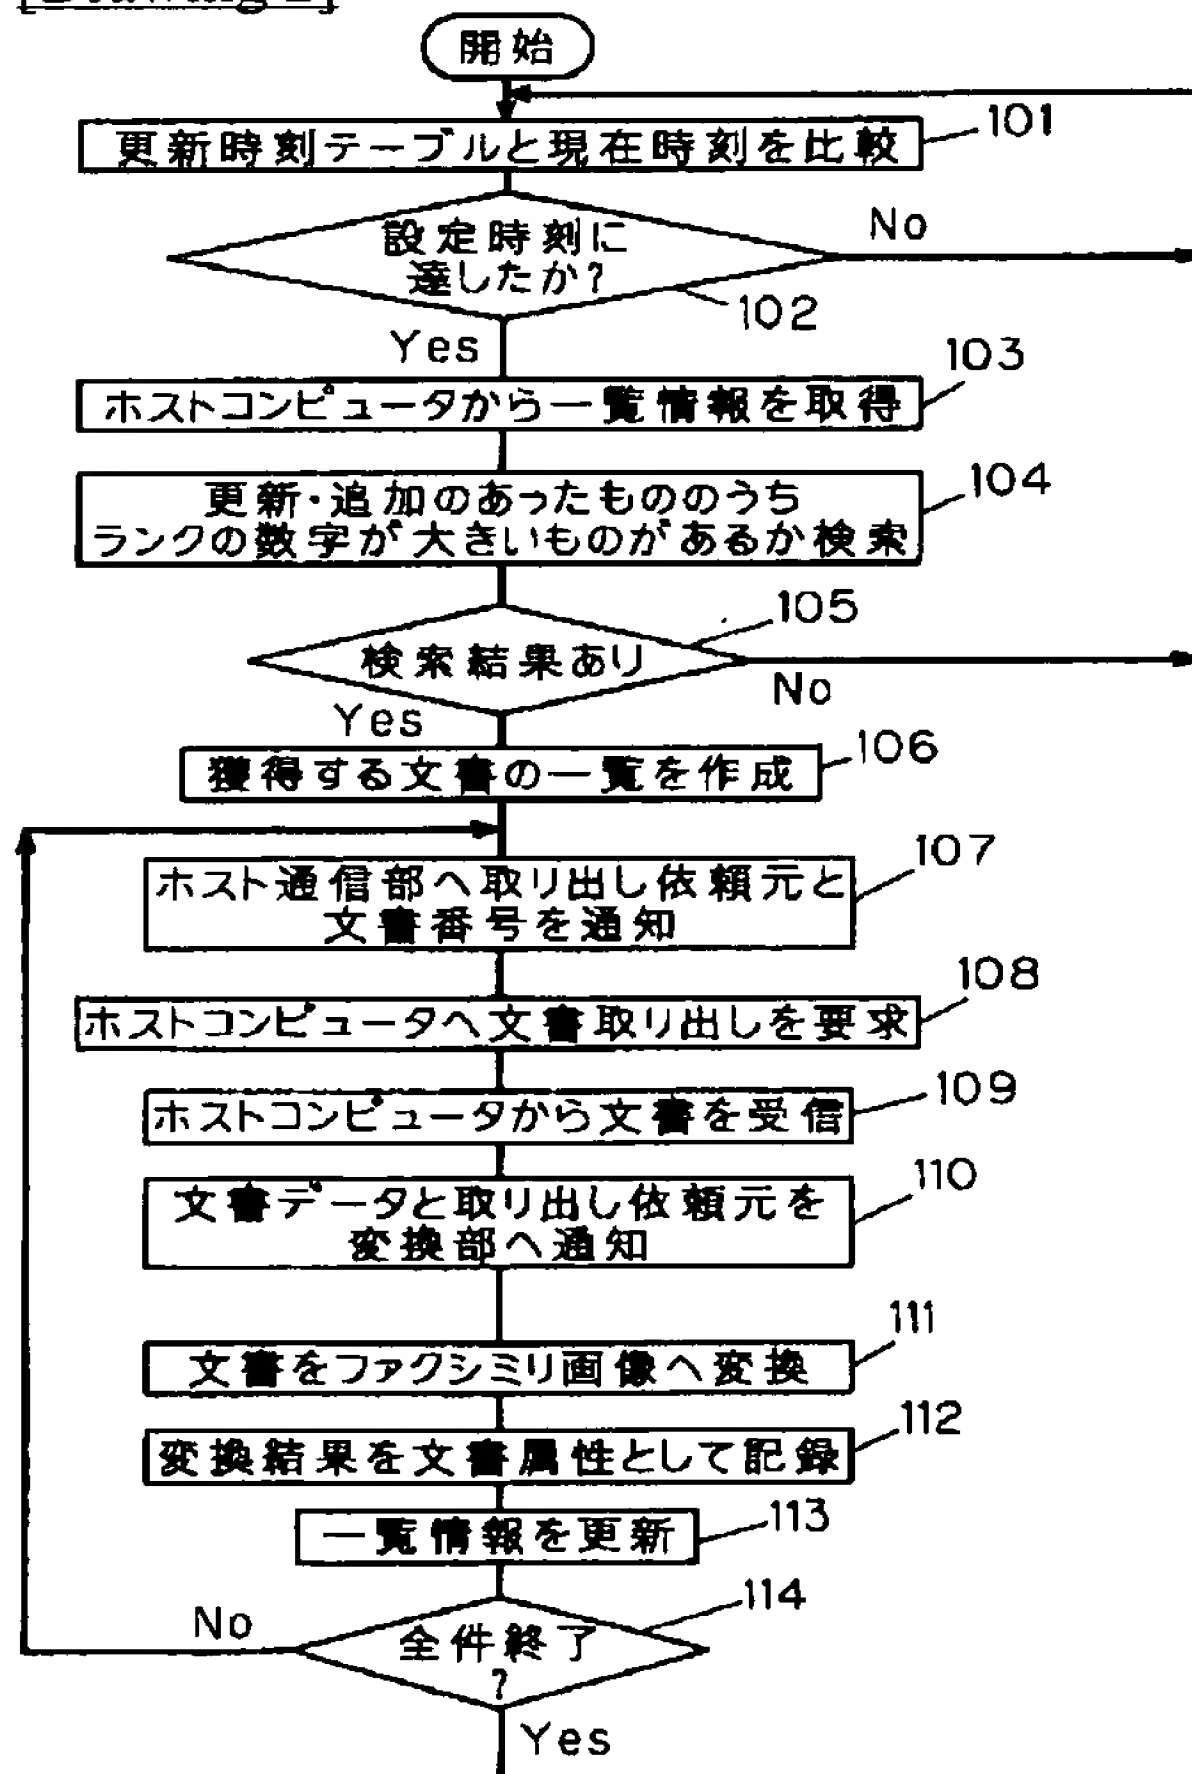 開始
101
更新時刻テーブルと現在時刻を比較
No
設定時刻に
達したか?
102
Yes
103
ホストコンピュータから一覧情報を取得
104
更新・追加のあったもののうち
ランクの数字が大きいものがあるか検索
105
検索結果あり
No
Yes
106
獲得する文書の一覧を作成
107
ホスト通信部へ取り出し依頼元と
文書番号を通知
108
ホストコンピュータへ文書取り出しを要求
109
ホストコンピュータから文書を受信
110
文書データと取り出し依頼元を
変換部へ通知
111
文書をファクシミリ画像へ変換
112
変換結果を文書属性として記録
113
一覧情報を更新
114
No
全件終了
?
Yes